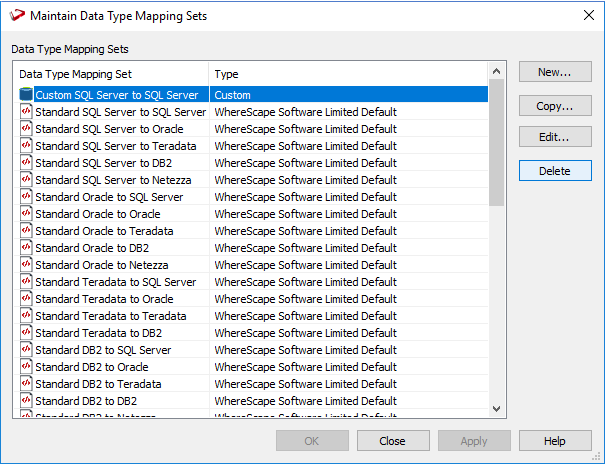 Maintain Data Type Mapping Sets
Data Type Mapping Sets
Data Type Mapping Set Type
Custom SQL Server to SQL Server Custom
Standard SQL Server to SQL Server WhereScape Software Limited Default
Standard SQL Server to Oracle WhereScape Software Limited Default
Standard SQL Server to Teradata WhereScape Software Limited Default
Standard SQL Server to DB2 WhereScape Software Limited Default
Standard SQL Server to Netezza WhereScape Software Limited Default
Standard Oracle to SQL Server WhereScape Software Limited Default
Standard Oracle to Oracle WhereScape Software Limited Default
Standard Oracle to Teradata WhereScape Software Limited Default
Standard Oracle to DB2 WhereScape Software Limited Default
Standard Oracle to Netezza WhereScape Software Limited Default
Standard Teradata to SQL Server WhereScape Software Limited Default
Standard Teradata to Oracle WhereScape Software Limited Default
Standard Teradata to Teradata WhereScape Software Limited Default
Standard Teradata to DB2 WhereScape Software Limited Default
Standard DB2 to SQL Server WhereScape Software Limited Default
Standard DB2 to Oracle WhereScape Software Limited Default
Standard DB2 to Teradata WhereScape Software Limited Default
Standard DB2 to DB2 WhereScape Software Limited Default
Standard DB2 to Netezza WhereScape Software Limited Default
New...
Copy...
Edit...
Delete
OK Close Apply Help